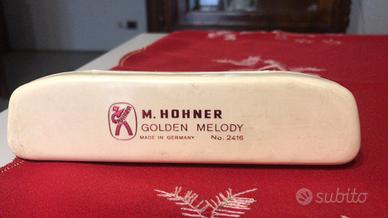 M. HOHNER
GOLDEN MELODY
MADE IN GERMANY No. 2416
subito